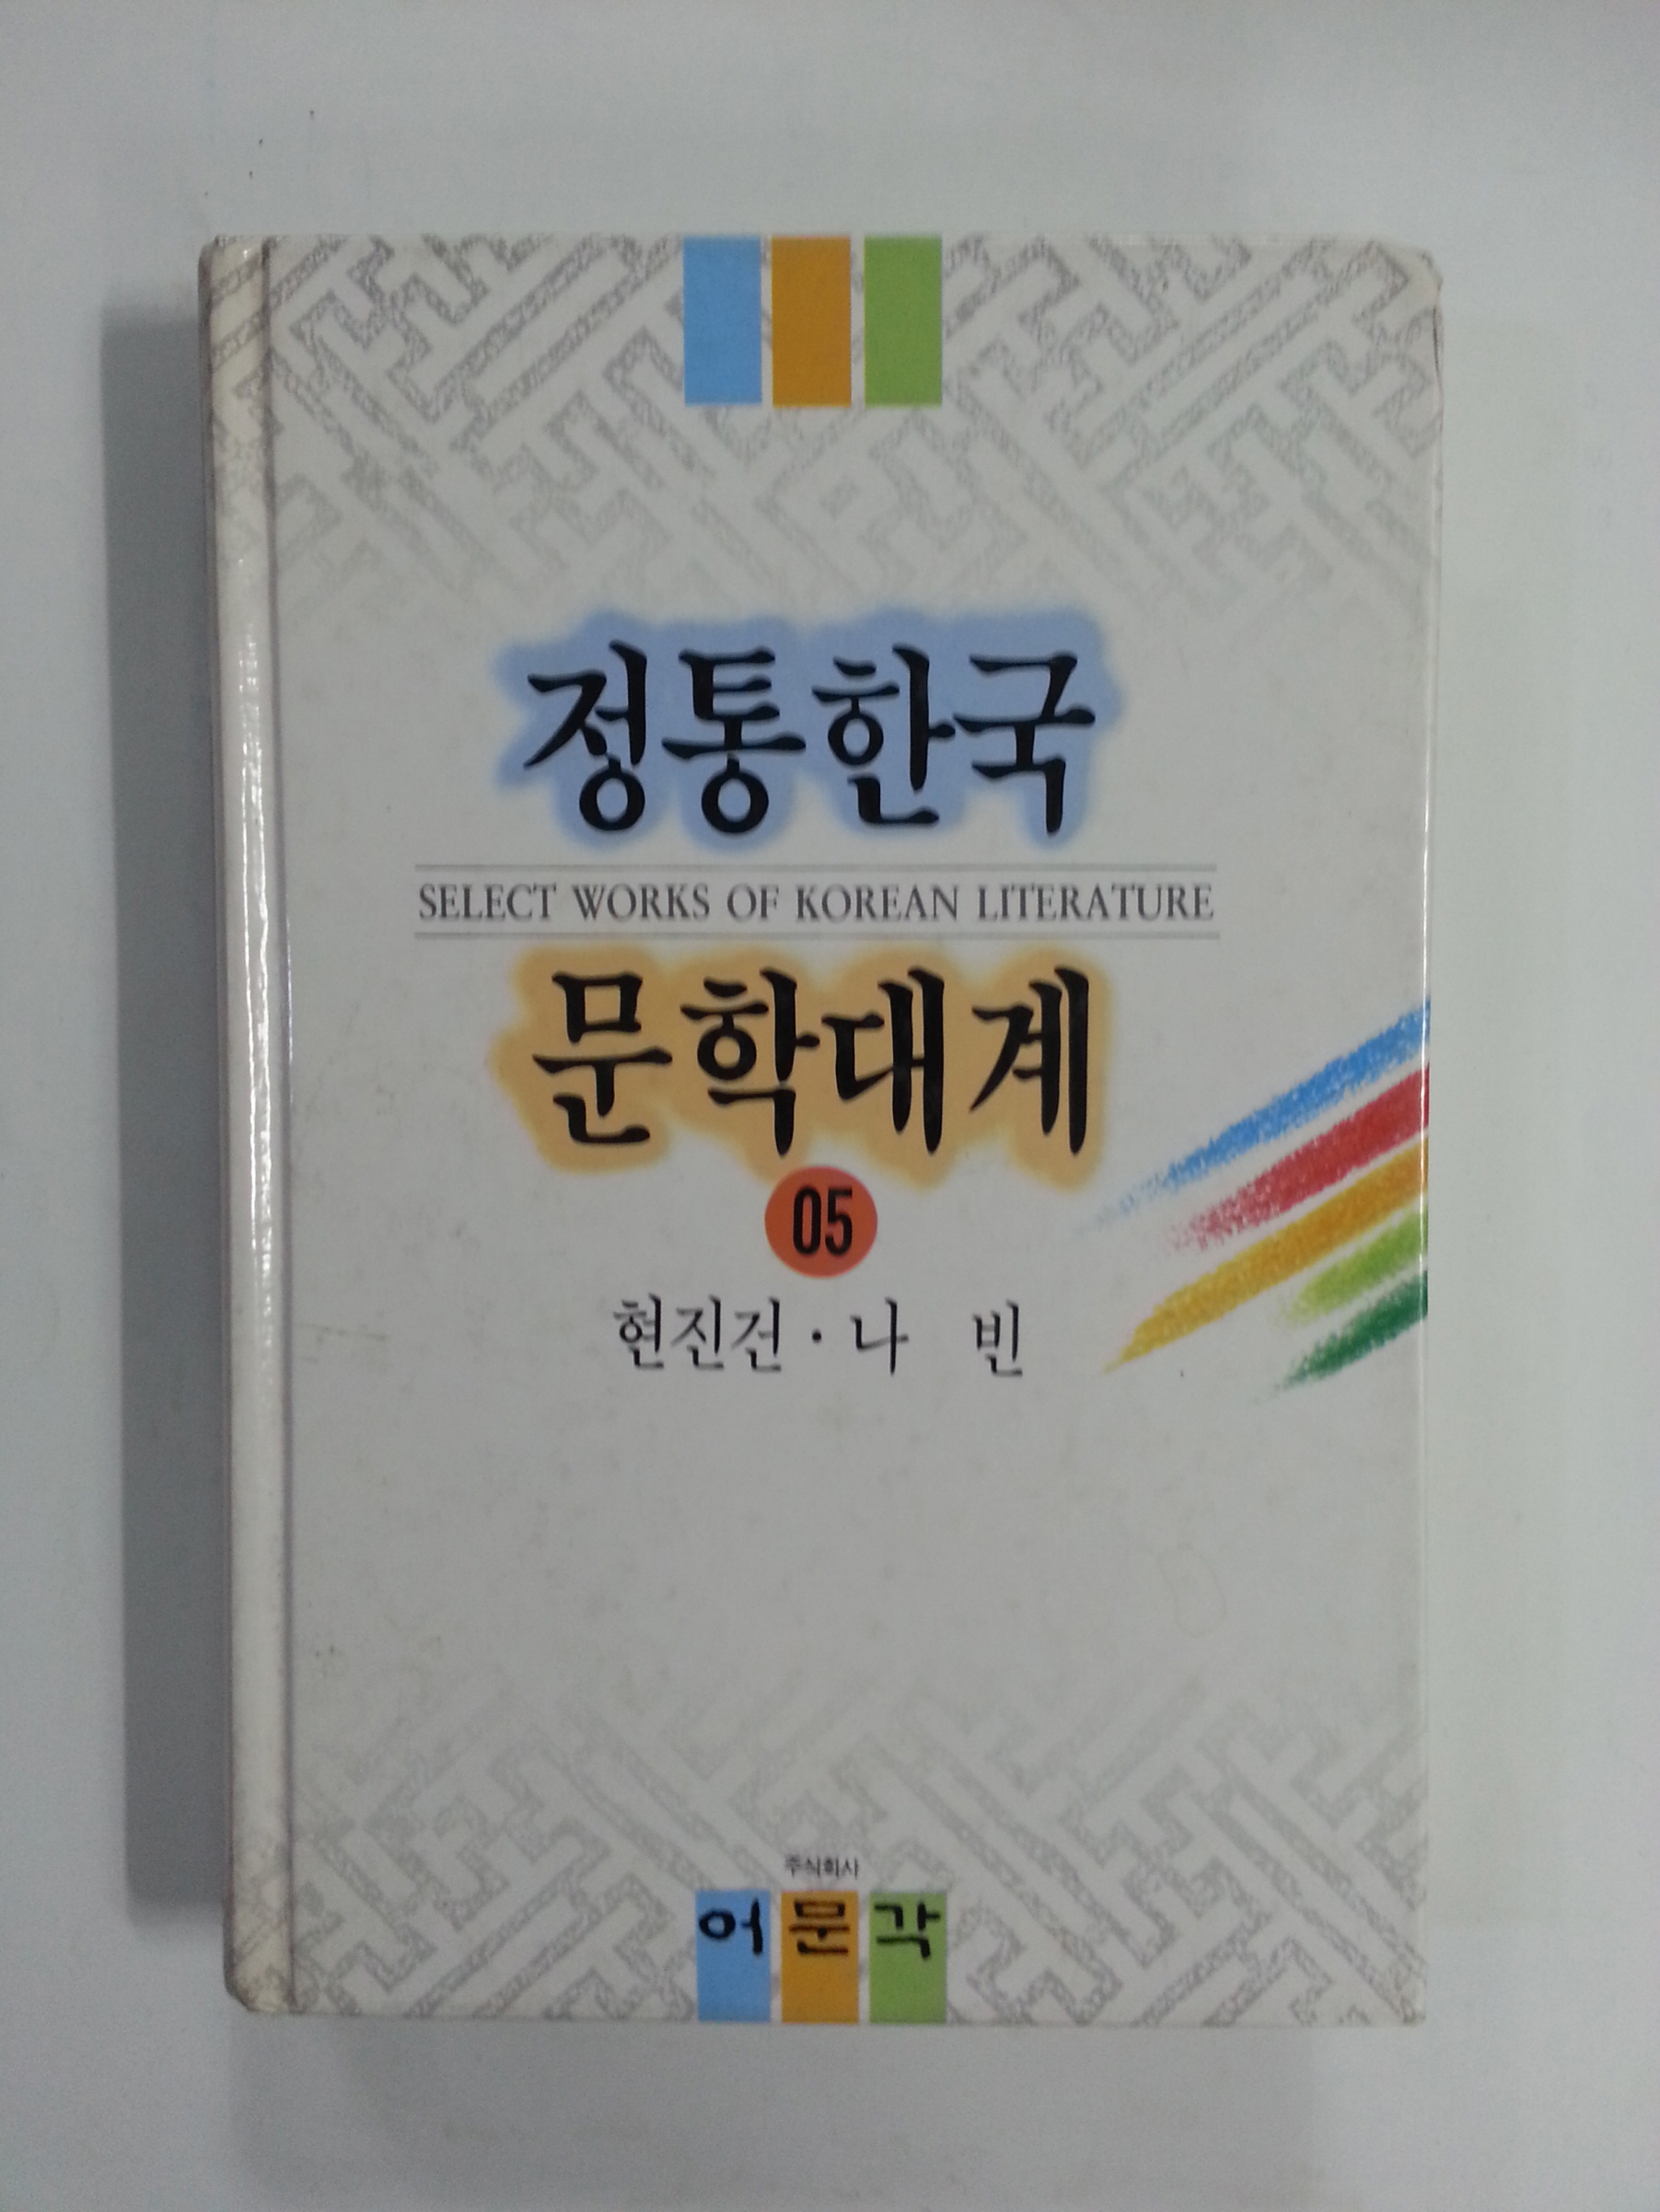 정통한국
SELECT WORKS OF KOREAN LITERATURE
문학대계
05
현진건 · 나 빈
주식회사
어문각